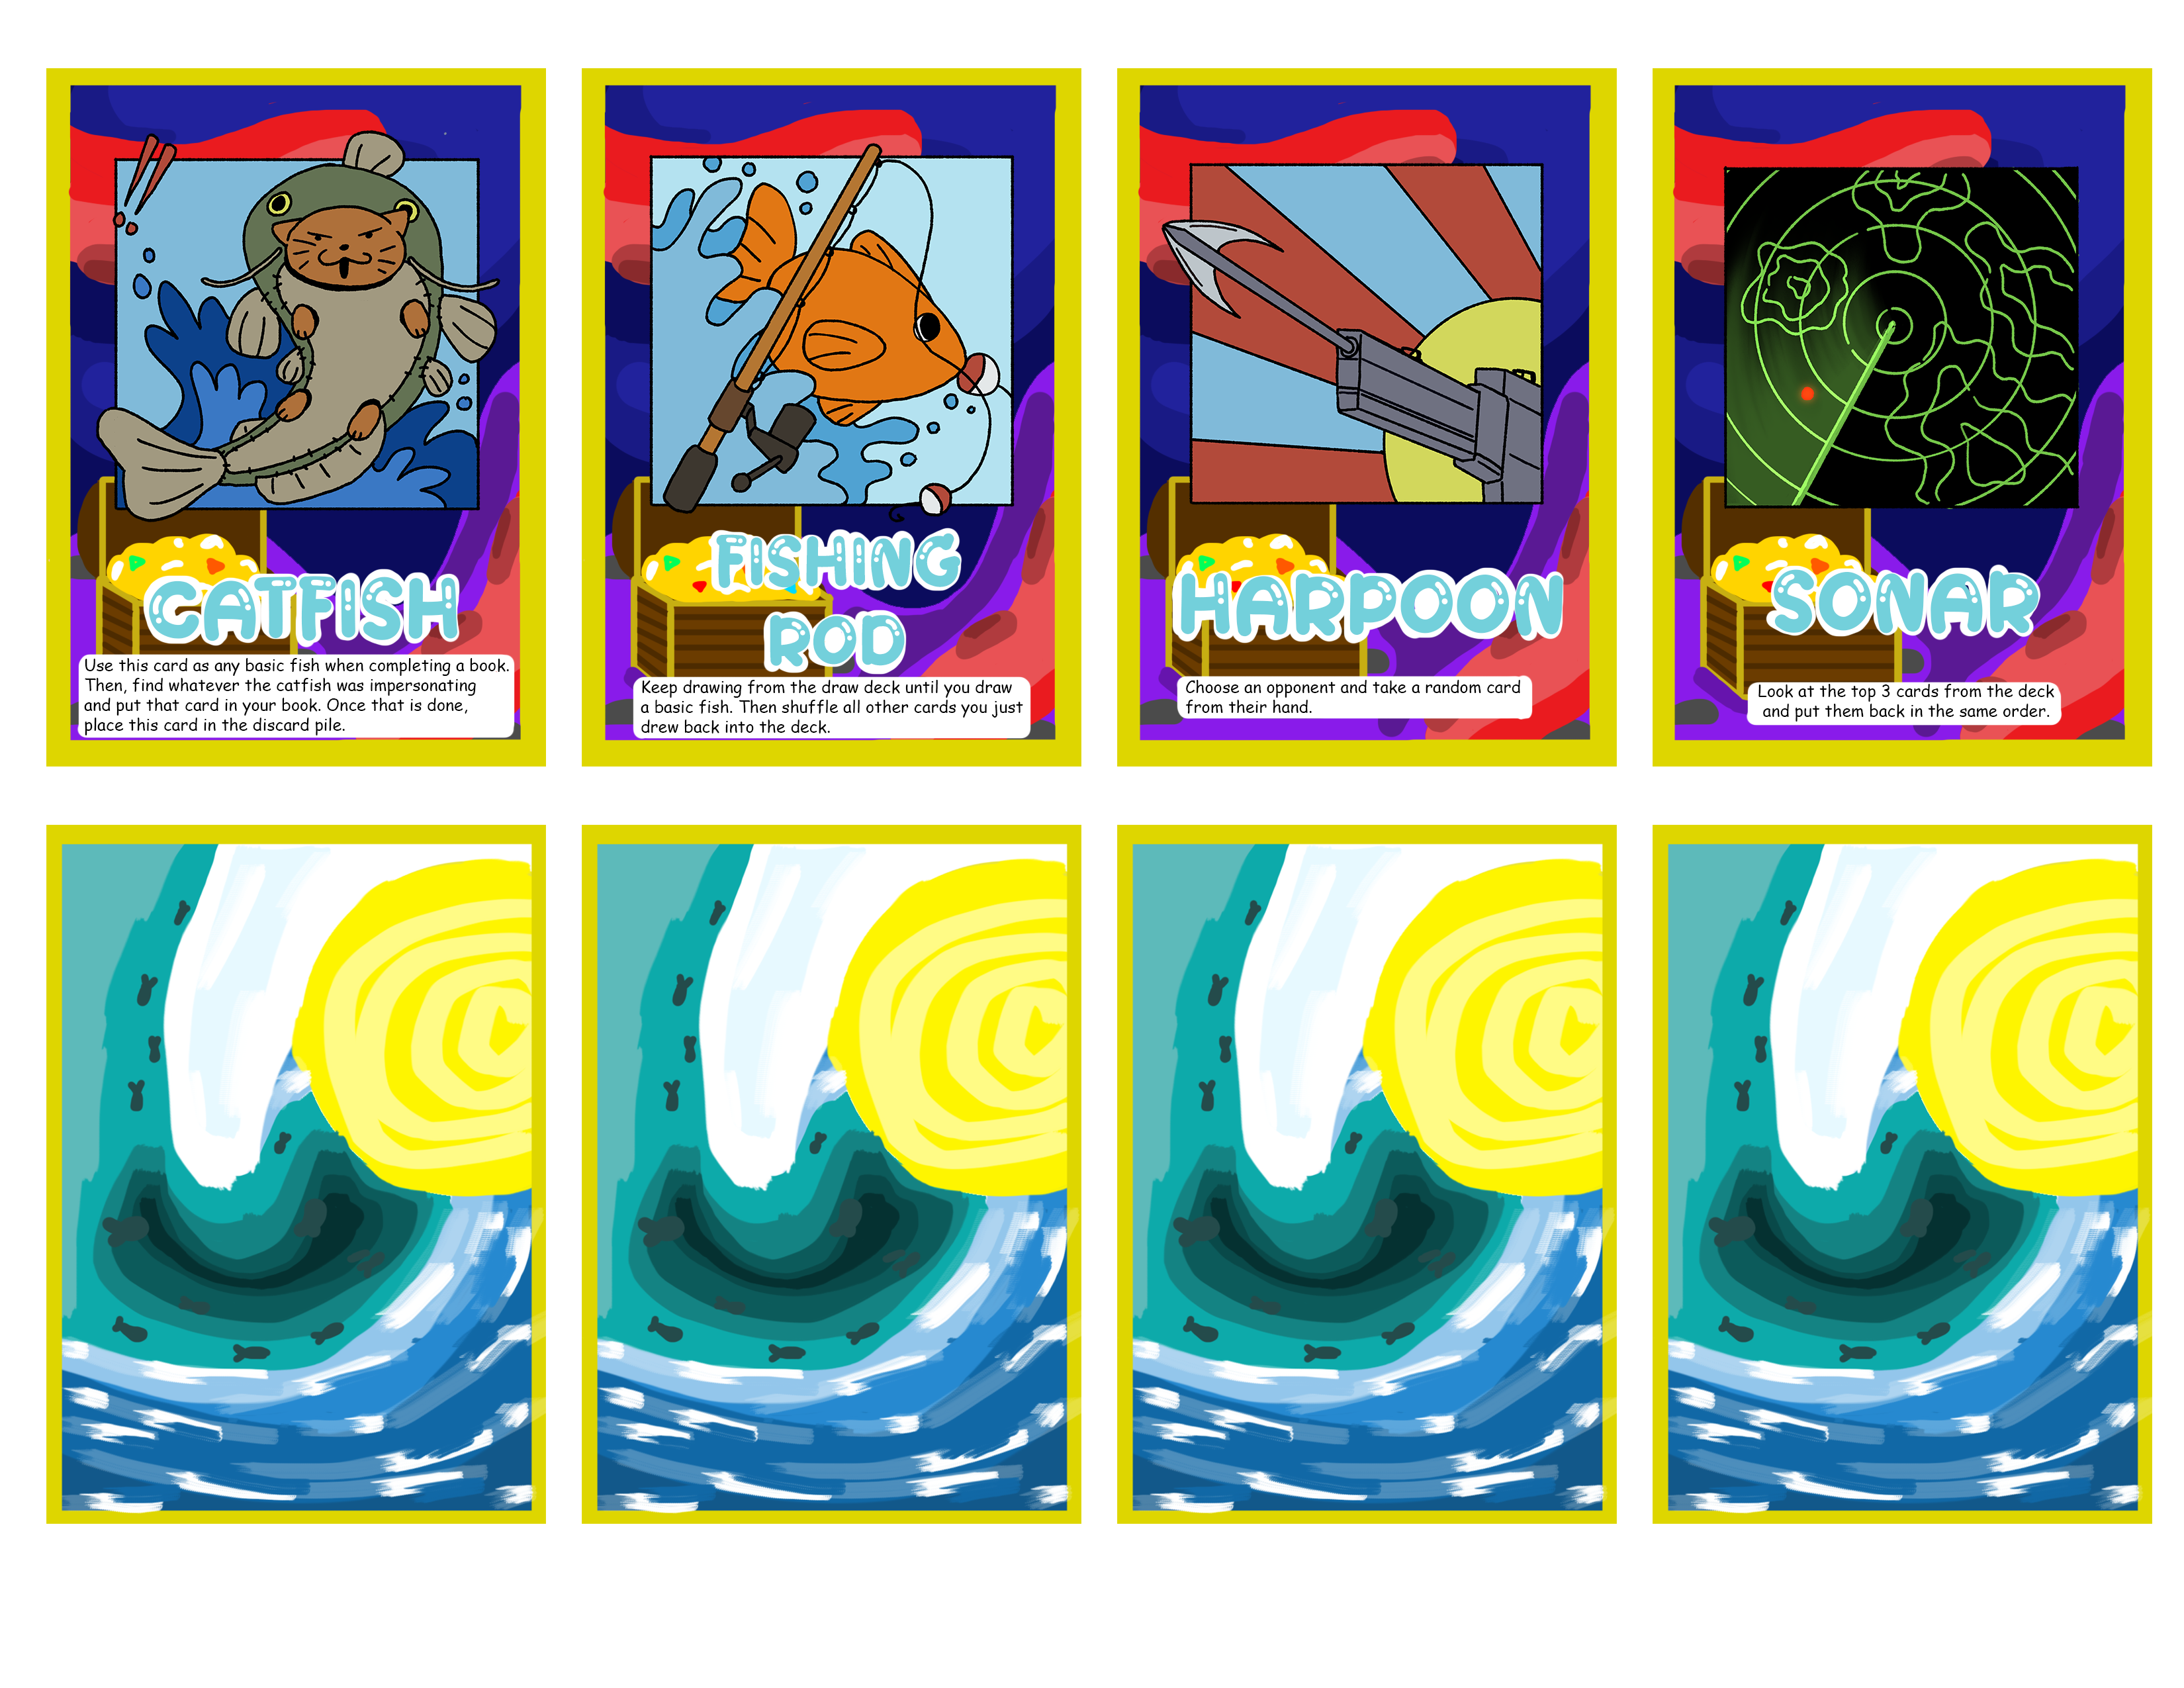 CATFISH
Use this card as any basic fish when completing a book.
Then, find whatever the catfish was impersonating
and put that card in your book. Once that is done,
place this card in the discard pile.
FISHING
ROD
Keep drawing from the draw deck until you draw
a basic fish. Then shuffle all other cards you just
drew back into the deck.
HARPOON
Choose an opponent and take a random card
from their hand.
SONAR
Look at the top 3 cards from the deck
and put them back in the same order.